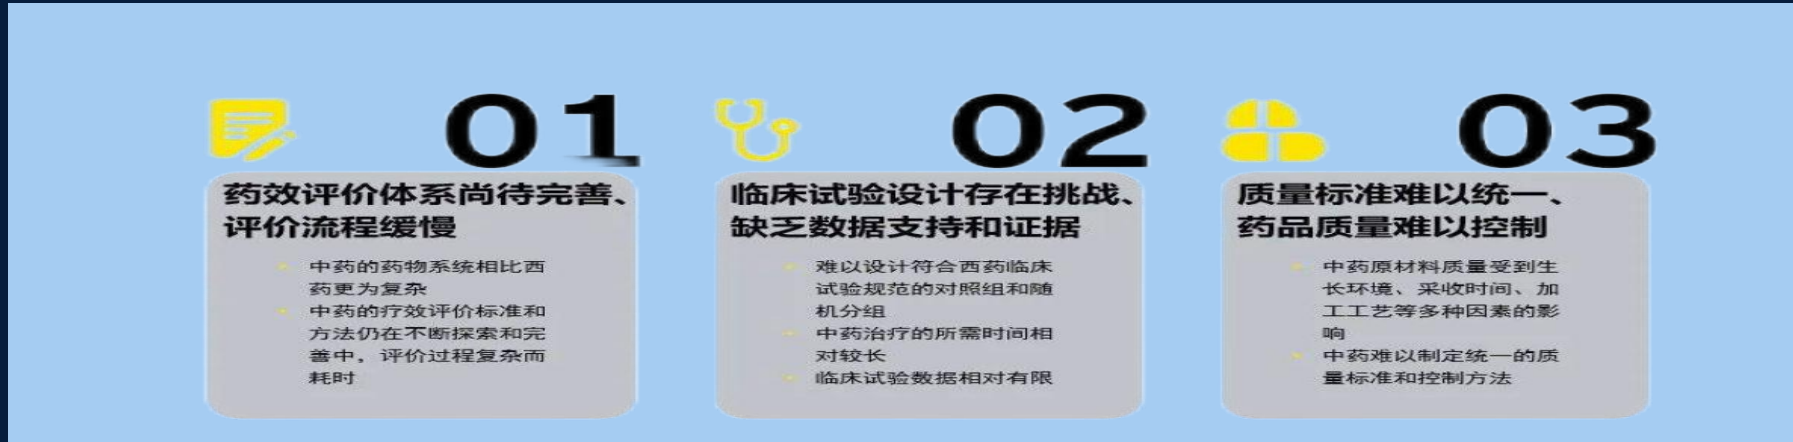 01
药效评价体系尚待完善、
评价流程缓慢
中药的药物系统相比西
药更为复杂
中药的疗效评价标准和
方法仍在不断探索和完
善中，评价过程复杂而
耗时
02
临床试验设计存在挑战、
缺乏数据支持和证据
难以设计符合西药临床
试验规范的对照组和随
机分组
中药治疗的所需时间相
对较长
临床试验数据相对有限
03
质量标准难以统一、
药品质量难以控制
中药原材料质量受到生
长环境、采收时间、加
工工艺等多种因素的影
响
中药难以制定统一的质
量标准和控制方法